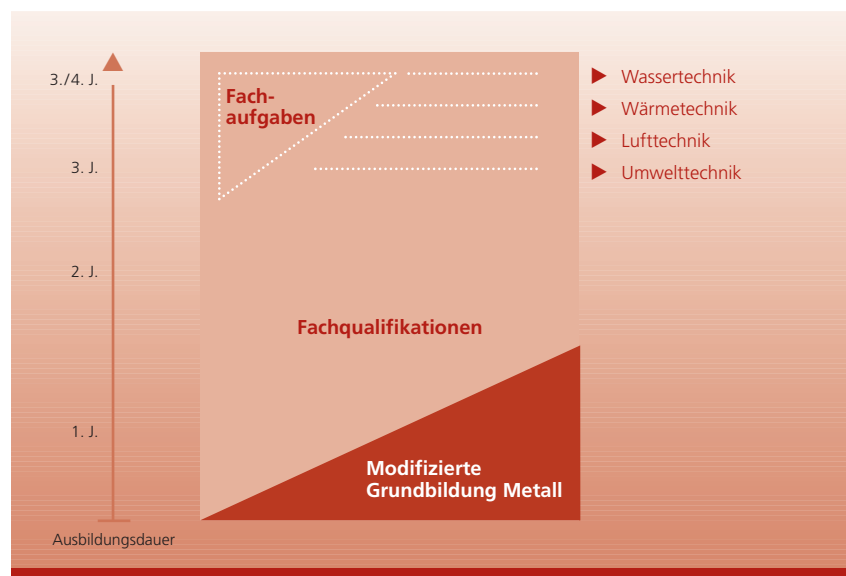 3./4. J.
Fach-
aufgaben
Wassertechnik
Wärmetechnik
Lufttechnik
Umwelttechnik
3. J.
2. J.
Fachqualifikationen
1. J.
Modifizierte
Grundbildung Metall
Ausbildungsdauer